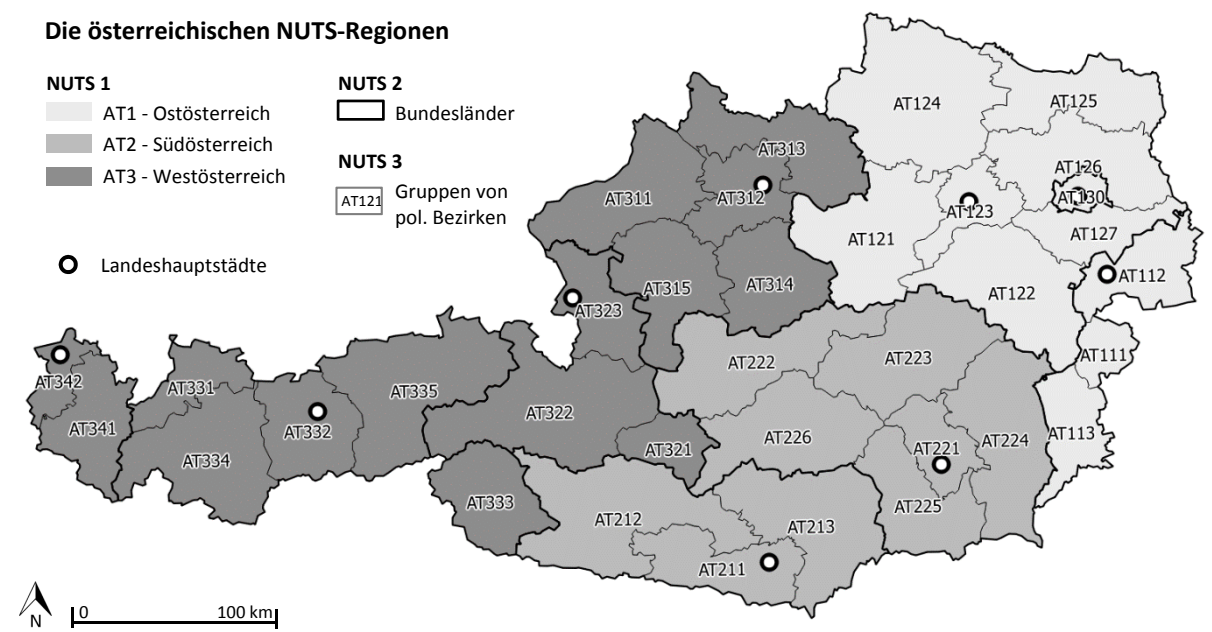 Die österreichischen NUTS-Regionen
NUTS 1
AT1 - Ostösterreich
AT2 - Südösterreich
AT3 - Westösterreich
NUTS 2
Bundesländer
NUTS 3
AT121
Gruppen von
pol. Bezirken
Landeshauptstädte
AT124
AT125
AT313
AT126
AT311
AT312
AT130
AT123
AT121
AT127
AT112
AT315
AT314
AT122
AT323
AT111
AT222
AT223
AT342
AT331
AT335
AT322
AT341
AT332
AT113
AT226
AT224
AT321
AT221
AT334
AT333
AT225
AT212
AT213
AT211
N
0
100 km